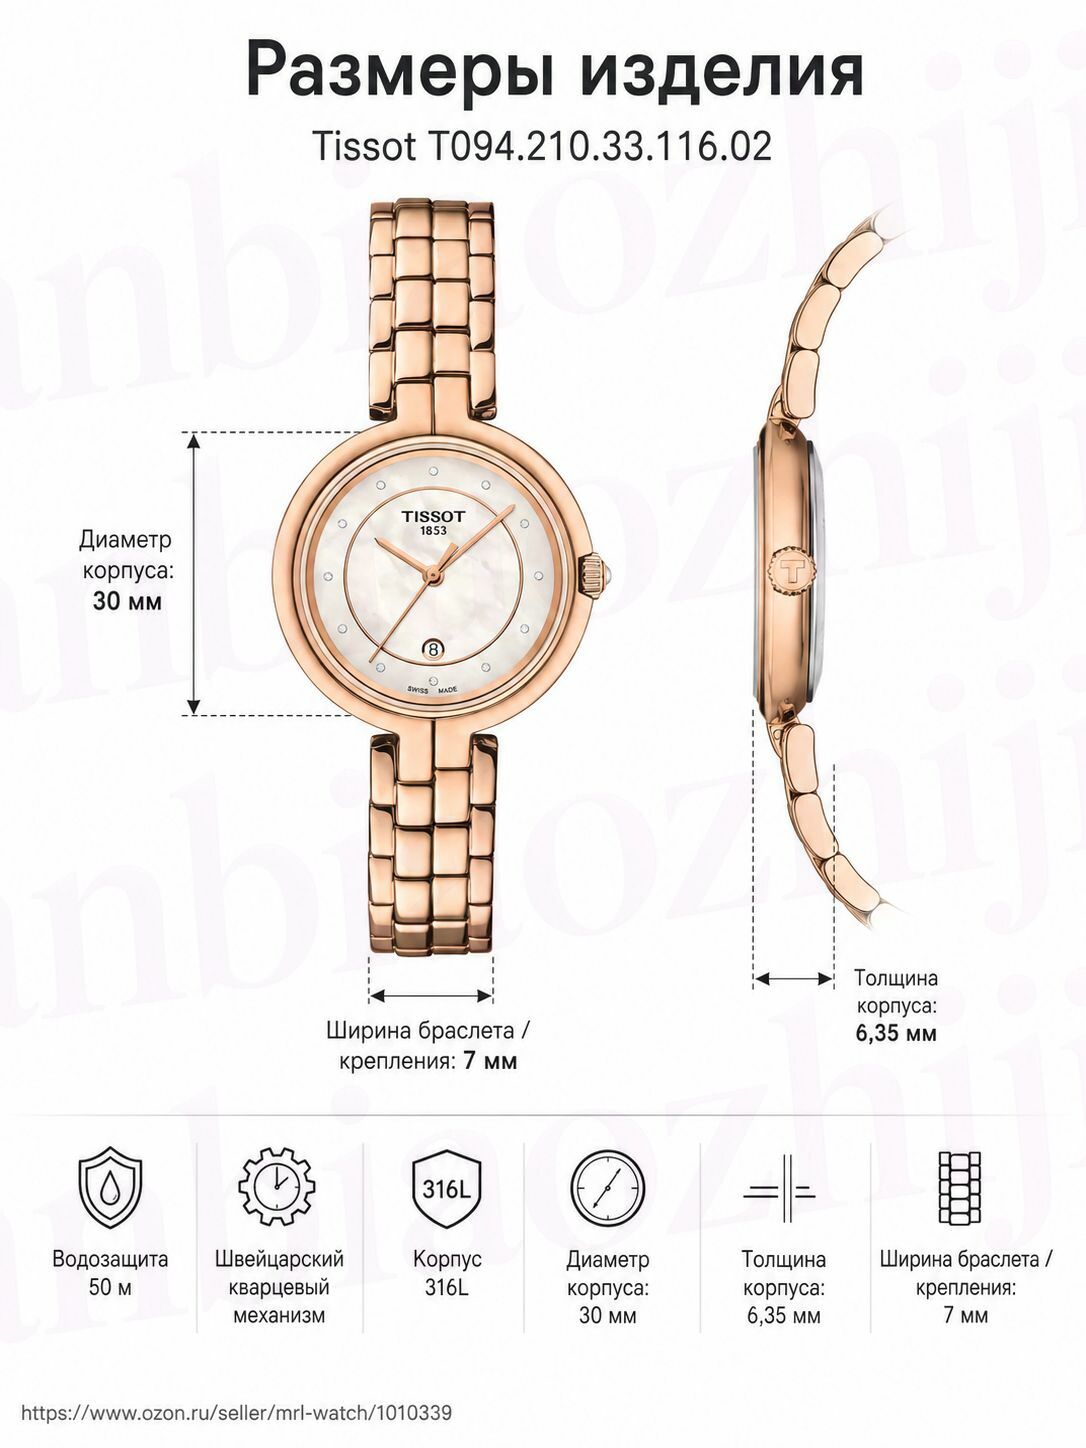 Размеры изделия
Tissot T094.210.33.116.02
Диаметр
корпуса:
30 мм
TISSOT
1853
8
SWISS MADE
T
Ширина браслета /
крепления: 7 мм
Толщина
корпуса:
6,35 мм
316L
Водозащита
50 м
Швейцарский
кварцевый
механизм
Корпус
316L
Диаметр
корпуса:
30 мм
Толщина
корпуса:
6,35 мм
Ширина браслета /
крепления:
7 мм
https://www.ozon.ru/seller/mrl-watch/1010339